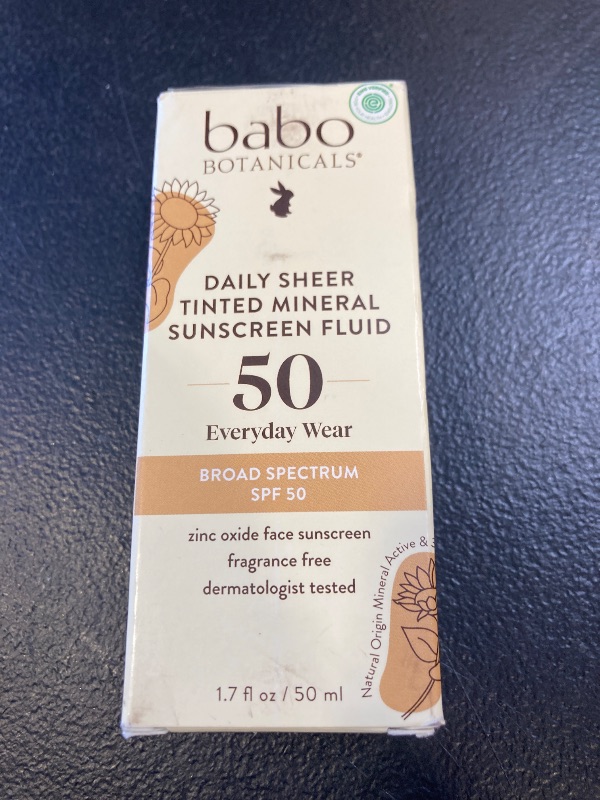 babo
BOTANICALS®
DAILY SHEER
TINTED MINERAL
SUNSCREEN FLUID
50
Everyday Wear
BROAD SPECTRUM
SPF 50
zinc oxide face sunscreen
fragrance free
dermatologist tested
Natural Origin Mineral Active &
1.7 fl oz / 50 ml